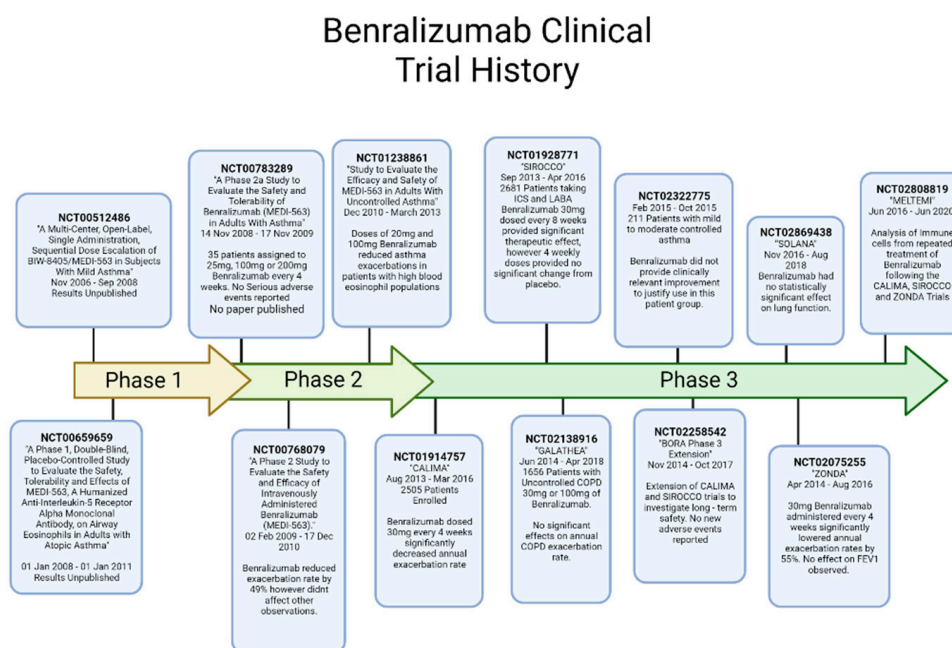 Benralizumab Clinical
Trial History
NCT00512486
"A Multi-Center, Open-Label,
Single Administration,
Sequential Dose Escalation of
BIW-8405/MEDI-563 in Subjects
With Mild Asthma"
Nov 2006 - Sep 2008
Results Unpublished
NCT00783289
"A Phase 2a Study to
Evaluate the Safety and
Tolerability of
Benralizumab (MEDI-563)
in Adults With Asthma"
14 Nov 2008 - 17 Nov 2009
35 patients assigned to
25mg, 100mg or 200mg
Benralizumab every 4
weeks. No Serious adverse
events reported
No paper published
NCT01238861
"Study to Evaluate the
Efficacy and Safety of
MEDI-563 in Adults With
Uncontrolled Asthma"
Dec 2010 - March 2013
Doses of 20mg and
100mg Benralizumab
reduced asthma
exacerbations in
patients with high blood
eosinophil populations
NCT01928771
"SIROCCO"
Sep 2013 - Apr 2016
2681 Patients taking
ICS and LABA
Benralizumab 30mg
dosed every 8 weeks
provided significant
therapeutic effect,
however 4 weekly
doses provided no
significant change from
placebo.
NCT02322775
Feb 2015 - Oct 2015
211 Patients with mild
to moderate controlled
asthma
Benralizumab did not
provide clinically
relevant improvement
to justify use in this
patient group.
NCT02869438
"SOLANA"
Nov 2016 - Aug
2018
Benralizumab had
no statistically
significant effect
on lung function.
NCT02808819
"MELTEMI"
Jun 2016 - Jun 2020
Analysis of Immune
cells from repeated
treatment of
Benralizumab
following the
CALIMA, SIROCCO
and ZONDA Trials
Phase 1
Phase 2
Phase 3
NCT00659659
"A Phase 1, Double-Blind,
Placebo-Controlled Study
to Evaluate the Safety,
Tolerability and Effects of
MEDI-563, A Humanized
Anti-Interleukin-5 Receptor
Alpha Monoclonal
Antibody, on Airway
Eosinophils in Adults with
Atopic Asthma"
01 Jan 2008 - 01 Jan 2011
Results Unpublished
NCT00768079
"A Phase 2 Study to
Evaluate the Safety
and Efficacy of
Intravenously
Administered
Benralizumab
(MEDI-563)."
02 Feb 2009 - 17 Dec
2010
Benralizumab reduced
exacerbation rate by
49% however didnt
affect other
observations.
NCT01914757
"CALIMA"
Aug 2013 - Mar 2016
2505 Patients
Enrolled
Benralizumab dosed
30mg every 4 weeks
significantly
decreased annual
exacerbation rate
NCT02138916
"GALATHEA"
Jun 2014 - Apr 2018
1656 Patients with
Uncontrolled COPD
30mg or 100mg of
Benralizumab.
No significant
effects on annual
COPD exacerbation
rate.
NCT02258542
"BORA Phase 3
Extension"
Nov 2014 - Oct 2017
Extension of CALIMA
and SIROCCO trials to
investigate long - term
safety. No new
adverse events
reported
NCT02075255
"ZONDA"
Apr 2014 - Aug 2016
30mg Benralizumab
administered every 4
weeks significantly
lowered annual
exacerbation rates by
55%. No effect on FEV1
observed.